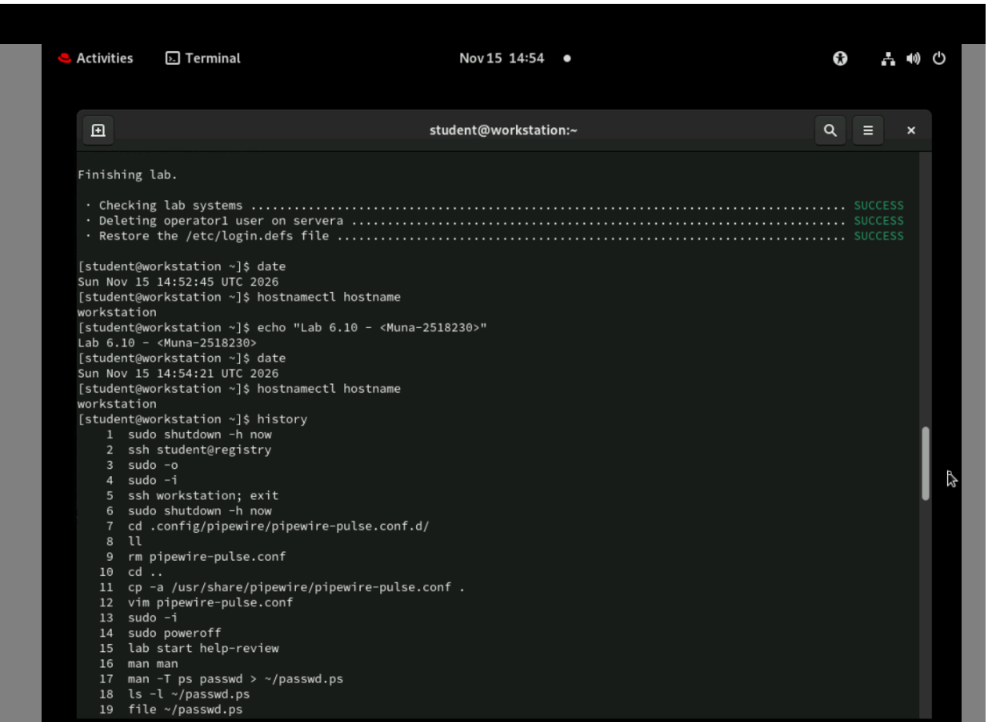 Activities Terminal Nov 15 14:54
student@workstation:~
Finishing lab.
· Checking lab systems .................................................................................. SUCCESS
· Deleting operator1 user on servera .................................................................... SUCCESS
· Restore the /etc/login.defs file ...................................................................... SUCCESS
[student@workstation ~]$ date
Sun Nov 15 14:52:45 UTC 2026
[student@workstation ~]$ hostnamectl hostname
workstation
[student@workstation ~]$ echo "Lab 6.10 - <Muna-2518230>"
Lab 6.10 - <Muna-2518230>
[student@workstation ~]$ date
Sun Nov 15 14:54:21 UTC 2026
[student@workstation ~]$ hostnamectl hostname
workstation
[student@workstation ~]$ history
1 sudo shutdown -h now
2 ssh student@registry
3 sudo -o
4 sudo -i
5 ssh workstation; exit
6 sudo shutdown -h now
7 cd .config/pipewire/pipewire-pulse.conf.d/
8 ll
9 rm pipewire-pulse.conf
10 cd ..
11 cp -a /usr/share/pipewire/pipewire-pulse.conf .
12 vim pipewire-pulse.conf
13 sudo -i
14 sudo poweroff
15 lab start help-review
16 man man
17 man -T ps passwd > ~/passwd.ps
18 ls -l ~/passwd.ps
19 file ~/passwd.ps